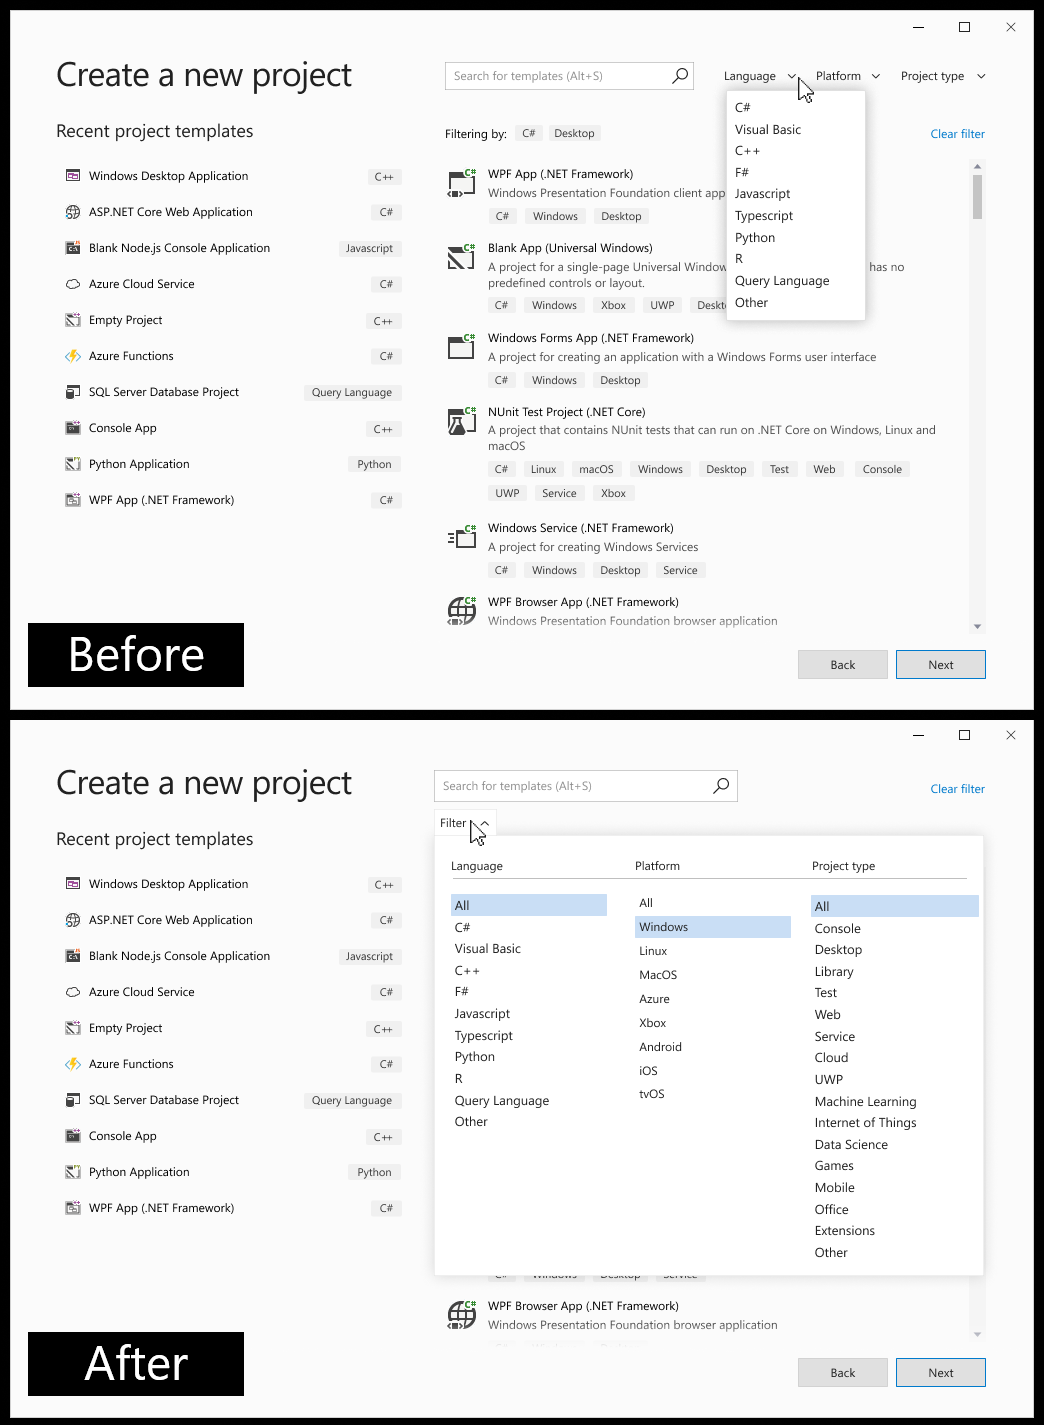 Create a new project
Search for templates (Alt+S)
Language
Platform
Project type
Recent project templates
Windows Desktop Application C++
ASP.NET Core Web Application C#
Blank Node.js Console Application Javascript
Azure Cloud Service C#
Empty Project C++
Azure Functions C#
SQL Server Database Project Query Language
Console App C++
Python Application Python
WPF App (.NET Framework) C#
Filtering by: C# Desktop
Clear filter
C#
Visual Basic
C++
F#
Javascript
Typescript
Python
R
Query Language
Other
WPF App (.NET Framework)
Windows Presentation Foundation client app
C# Windows Desktop
Blank App (Universal Windows)
A project for a single-page Universal Window has no
predefined controls or layout.
C# Windows Xbox UWP Deskt
Windows Forms App (.NET Framework)
A project for creating an application with a Windows Forms user interface
C# Windows Desktop
NUnit Test Project (.NET Core)
A project that contains NUnit tests that can run on .NET Core on Windows, Linux and
macOS
C# Linux macOS Windows Desktop Test Web Console
UWP Service Xbox
Windows Service (.NET Framework)
A project for creating Windows Services
C# Windows Desktop Service
WPF Browser App (.NET Framework)
Windows Presentation Foundation browser application
Before
Back
Next
Create a new project
Search for templates (Alt+S)
Clear filter
Recent project templates
Windows Desktop Application C++
ASP.NET Core Web Application C#
Blank Node.js Console Application Javascript
Azure Cloud Service C#
Empty Project C++
Azure Functions C#
SQL Server Database Project Query Language
Console App C++
Python Application Python
WPF App (.NET Framework) C#
Filter
Language
All
C#
Visual Basic
C++
F#
Javascript
Typescript
Python
R
Query Language
Other
Platform
All
Windows
Linux
MacOS
Azure
Xbox
Android
iOS
tvOS
Project type
All
Console
Desktop
Library
Test
Web
Service
Cloud
UWP
Machine Learning
Internet of Things
Data Science
Games
Mobile
Office
Extensions
Other
C# Windows Desktop Service
WPF Browser App (.NET Framework)
Windows Presentation Foundation browser application
After
Back
Next